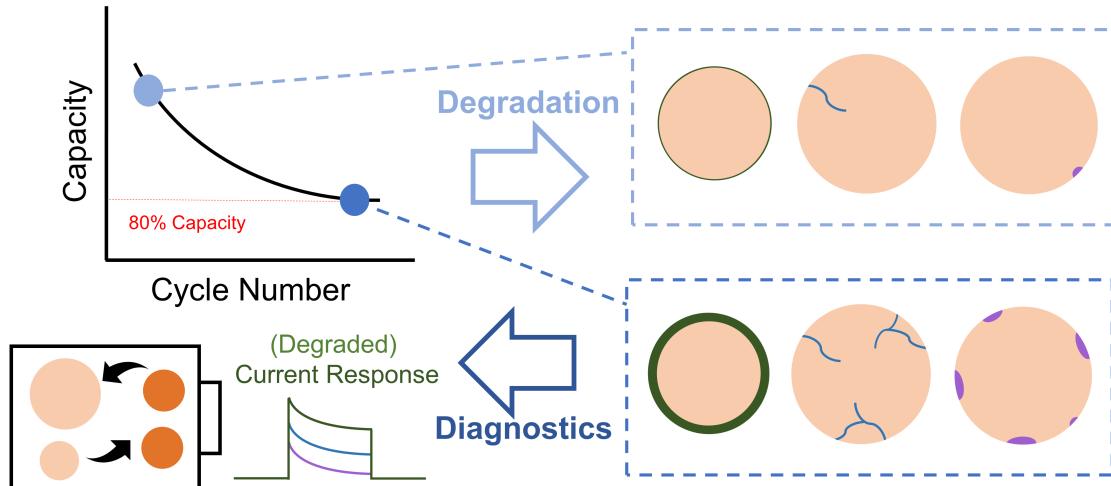 Capacity
80% Capacity
Cycle Number
Degradation
(Degraded)
Current Response
Diagnostics